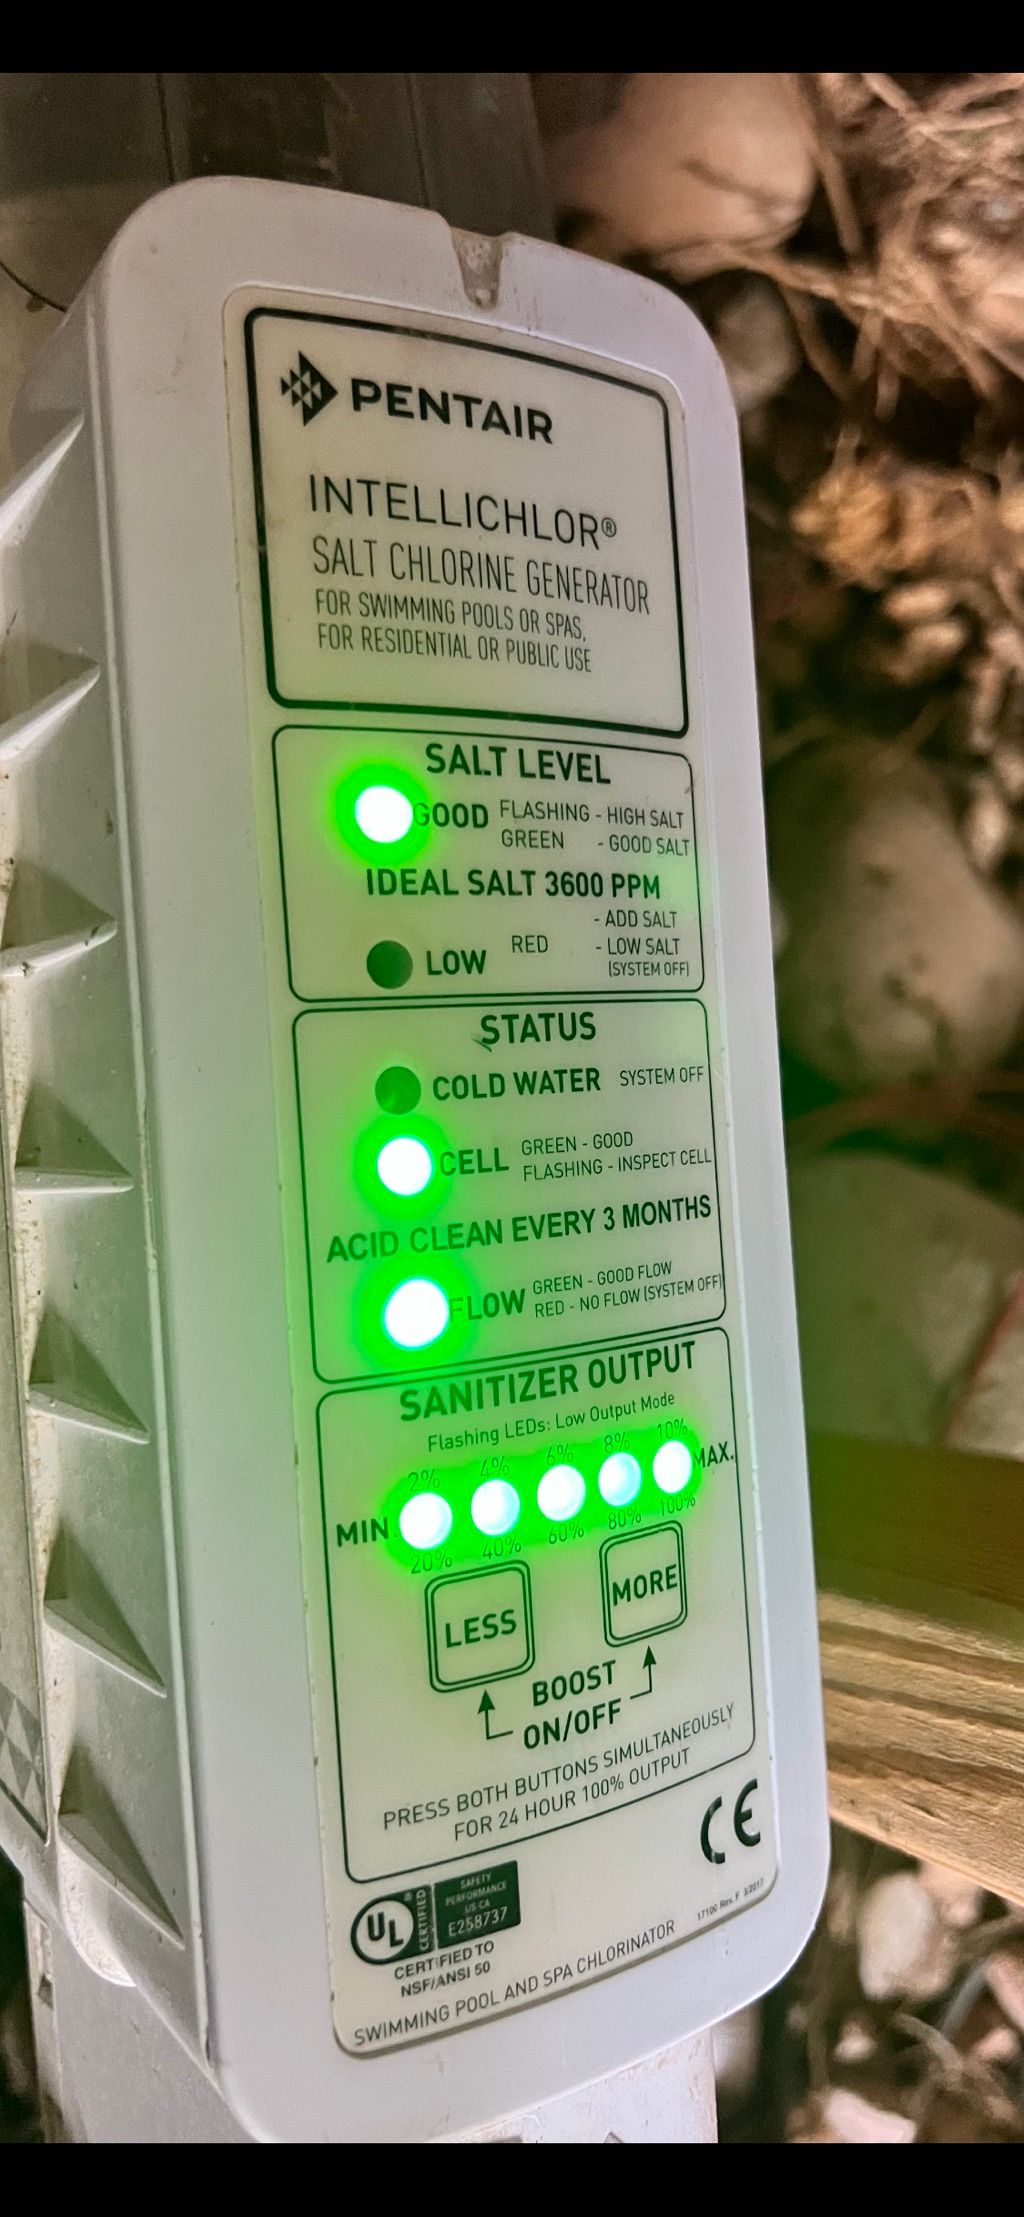 PENTAIR
INTELLICHLOR®
SALT CHLORINE GENERATOR
FOR SWIMMING POOLS OR SPAS,
FOR RESIDENTIAL OR PUBLIC USE
SALT LEVEL
GOOD FLASHING - HIGH SALT
GREEN - GOOD SALT
IDEAL SALT 3600 PPM
- ADD SALT
LOW RED - LOW SALT
(SYSTEM OFF)
STATUS
COLD WATER SYSTEM OFF
CELL GREEN - GOOD
FLASHING - INSPECT CELL
ACID CLEAN EVERY 3 MONTHS
FLOW GREEN - GOOD FLOW
RED - NO FLOW (SYSTEM OFF)
SANITIZER OUTPUT
Flashing LEDs: Low Output Mode
2% 4% 6% 8% 10%
MIN. MAX.
20% 40% 60% 80% 100%
LESS MORE
BOOST
ON/OFF
PRESS BOTH BUTTONS SIMULTANEOUSLY
FOR 24 HOUR 100% OUTPUT
CE
UL® CERTIFIED
SAFETY
PERFORMANCE
US CA
E258737
CERTIFIED TO
NSF/ANSI 50
SWIMMING POOL AND SPA CHLORINATOR
17100 Rev. F 3/2017